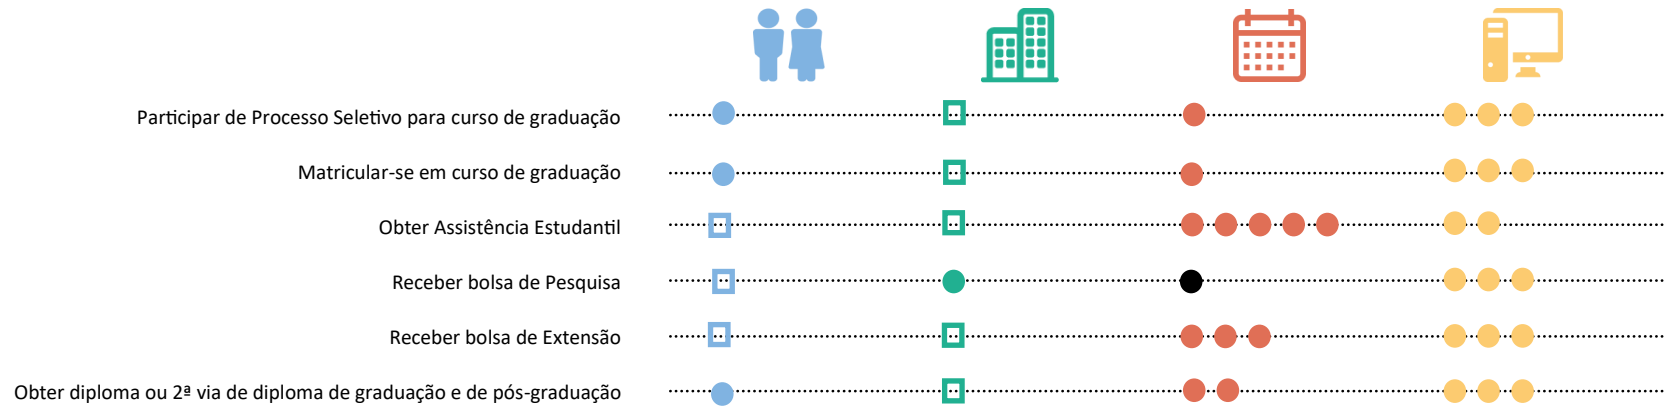 Participar de Processo Seletivo para curso de graduação
Matricular-se em curso de graduação
Obter Assistência Estudantil
Receber bolsa de Pesquisa
Receber bolsa de Extensão
Obter diploma ou 2ª via de diploma de graduação e de pós-graduação